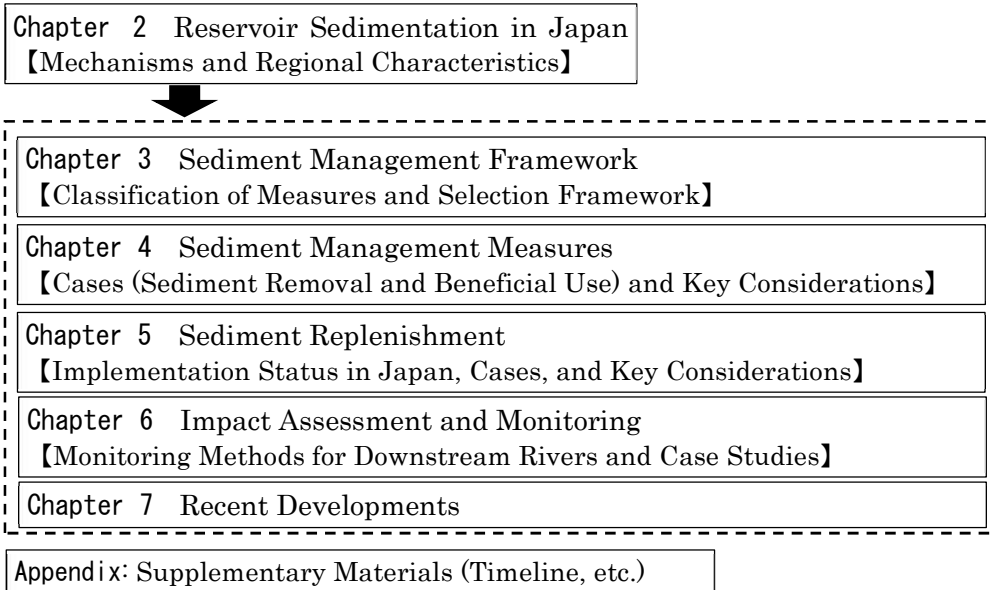 Chapter 2 Reservoir Sedimentation in Japan
【Mechanisms and Regional Characteristics】
Chapter 3 Sediment Management Framework
【Classification of Measures and Selection Framework】
Chapter 4 Sediment Management Measures
【Cases (Sediment Removal and Beneficial Use) and Key Considerations】
Chapter 5 Sediment Replenishment
【Implementation Status in Japan, Cases, and Key Considerations】
Chapter 6 Impact Assessment and Monitoring
【Monitoring Methods for Downstream Rivers and Case Studies】
Chapter 7 Recent Developments
Appendix: Supplementary Materials (Timeline, etc.)